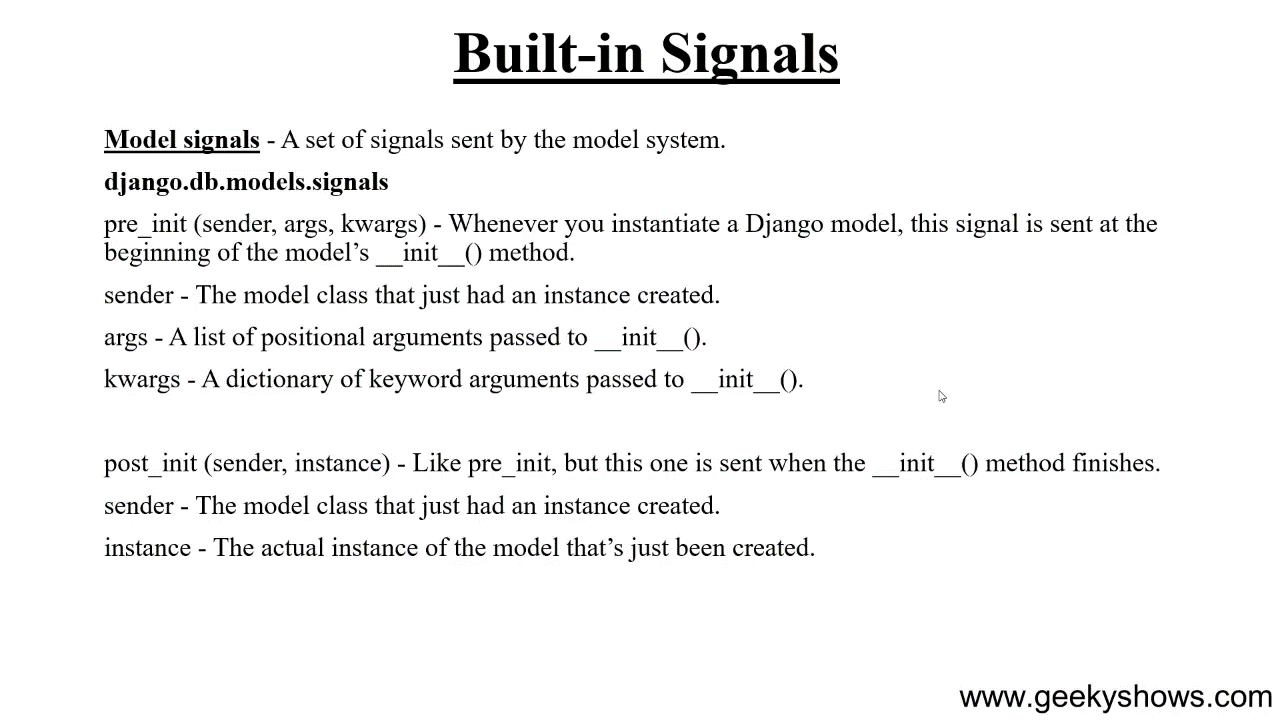 Built-in Signals
Model signals - A set of signals sent by the model system.
django.db.models.signals
pre_init (sender, args, kwargs) - Whenever you instantiate a Django model, this signal is sent at the
beginning of the model’s __init__() method.
sender - The model class that just had an instance created.
args - A list of positional arguments passed to __init__().
kwargs - A dictionary of keyword arguments passed to __init__().
post_init (sender, instance) - Like pre_init, but this one is sent when the __init__() method finishes.
sender - The model class that just had an instance created.
instance - The actual instance of the model that’s just been created.
www.geekyshows.com